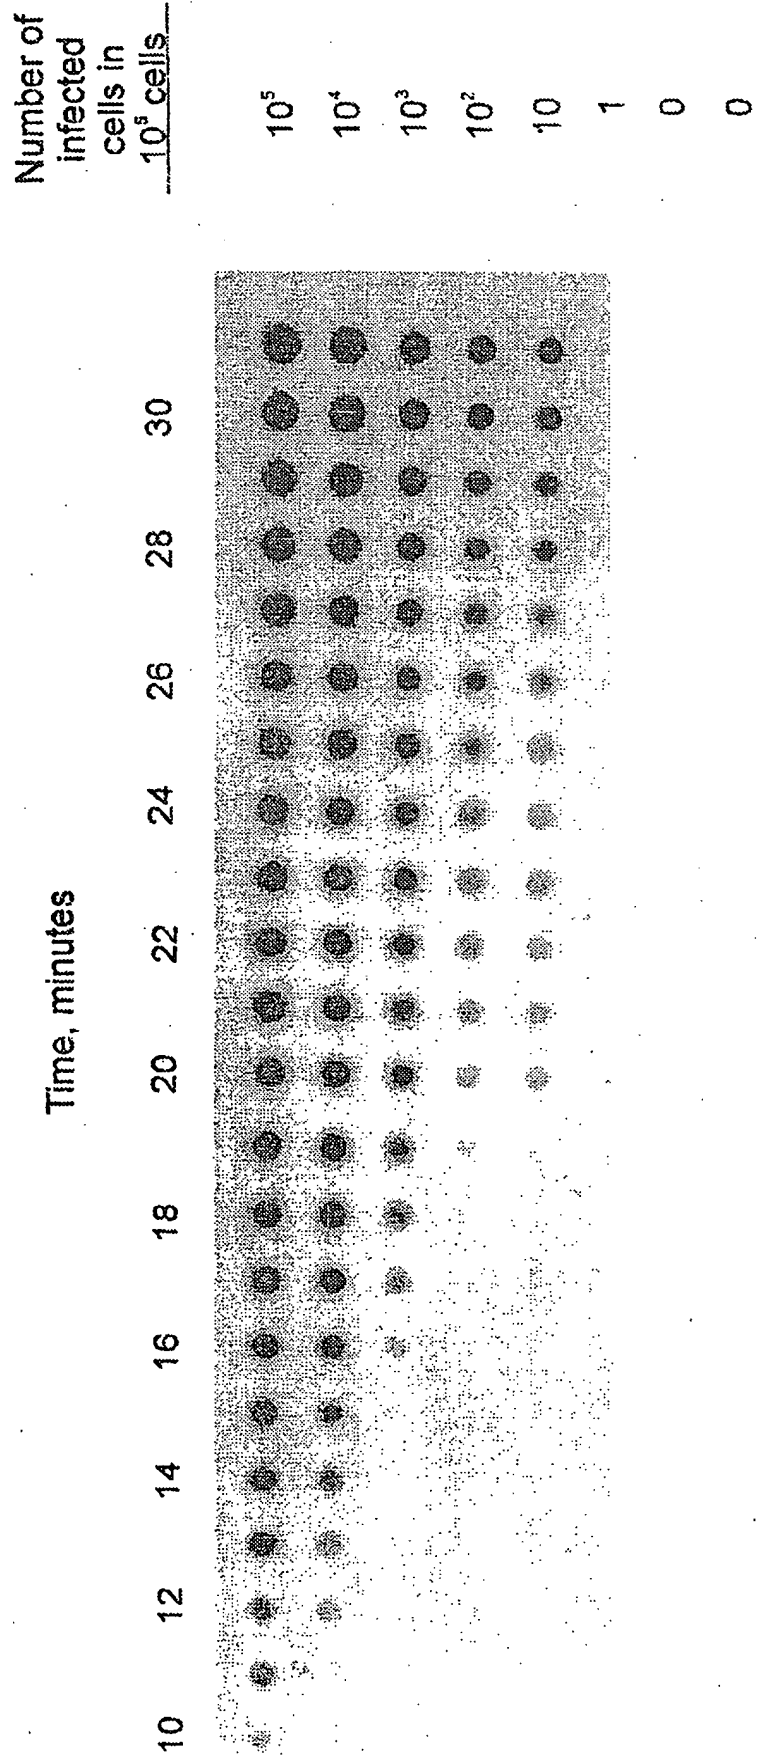 Time, minutes
10 12 14 16 18 20 22 24 26 28 30
Number of
infected
cells in
10⁵ cells
10⁵
10⁴
10³
10²
10
1
0
0